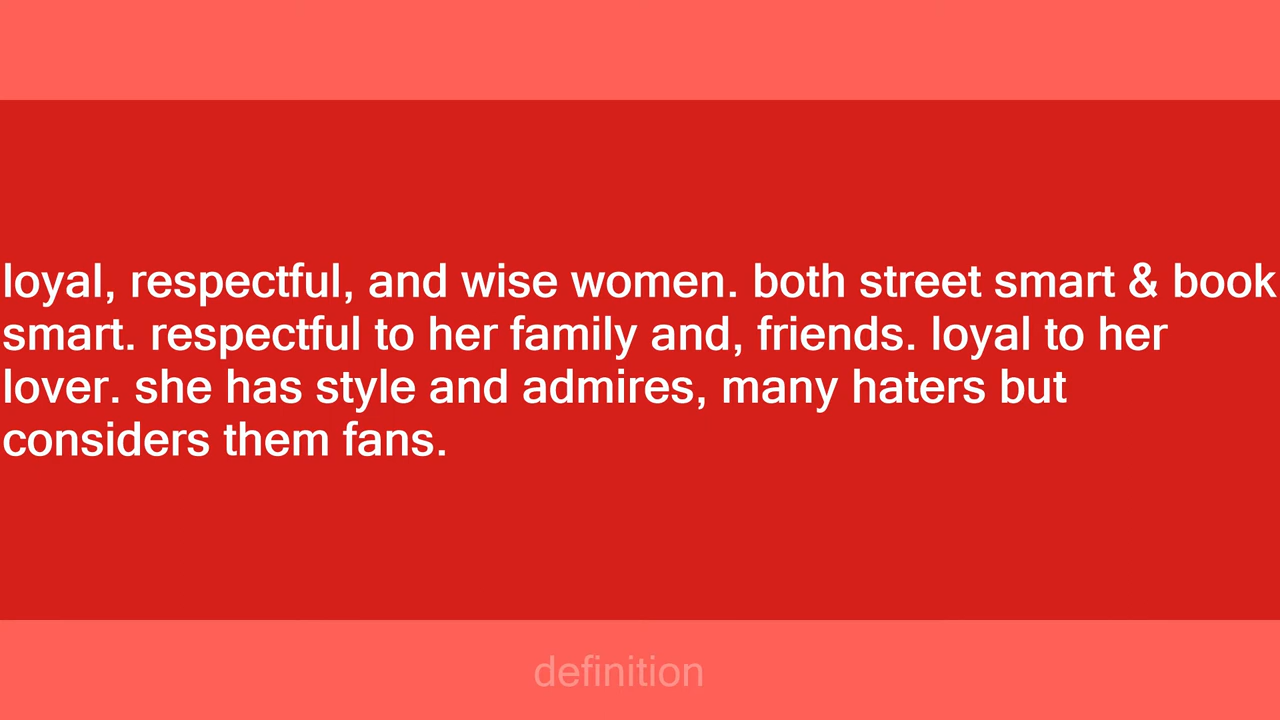 loyal, respectful, and wise women. both street smart & book
smart. respectful to her family and, friends. loyal to her
lover. she has style and admires, many haters but
considers them fans.
definition